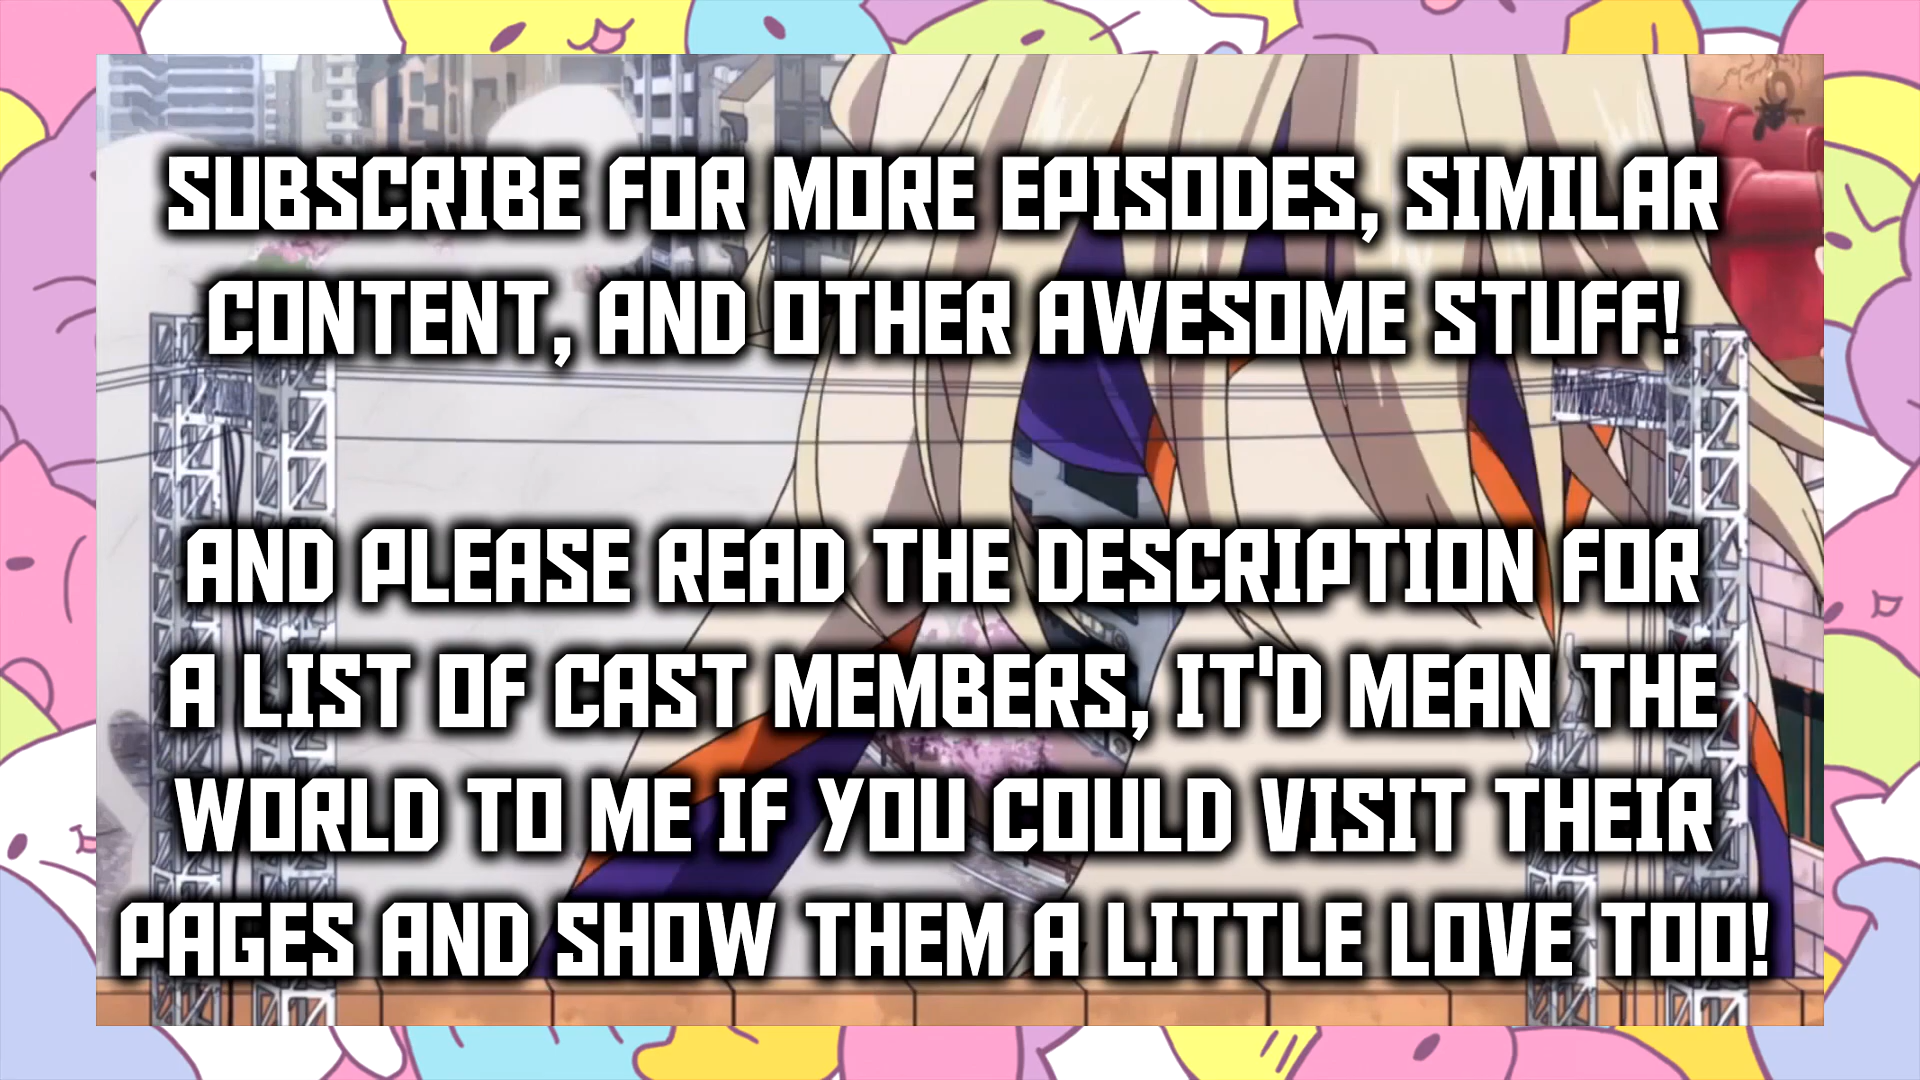 SUBSCRIBE FOR MORE EPISODES, SIMILAR
CONTENT, AND OTHER AWESOME STUFF!
AND PLEASE READ THE DESCRIPTION FOR
A LIST OF CAST MEMBERS, IT'D MEAN THE
WORLD TO ME IF YOU COULD VISIT THEIR
PAGES AND SHOW THEM A LITTLE LOVE TOO!